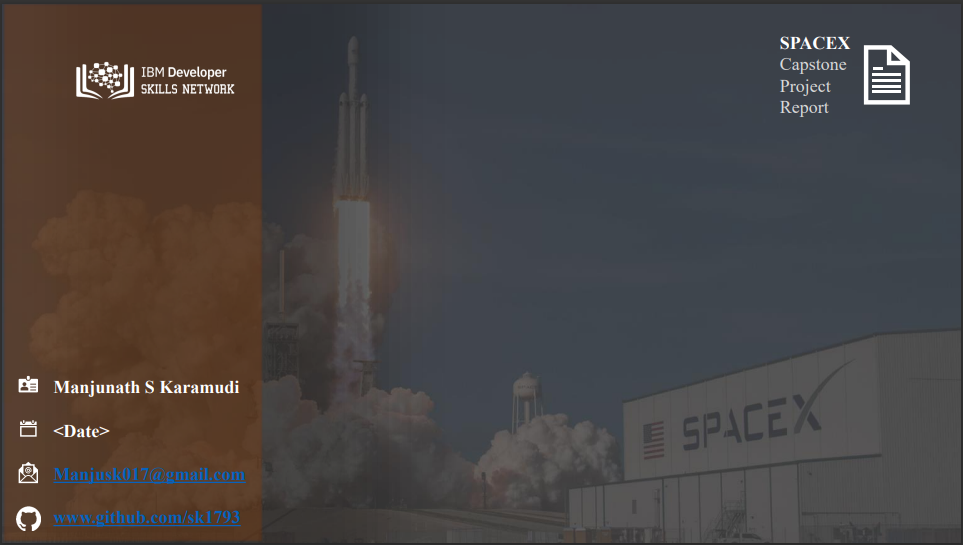 IBM Developer
SKILLS NETWORK
SPACEX
Capstone
Project
Report
SPACEX
Manjunath S Karamudi
<Date>
Manjusk017@gmail.com
www.github.com/sk1793